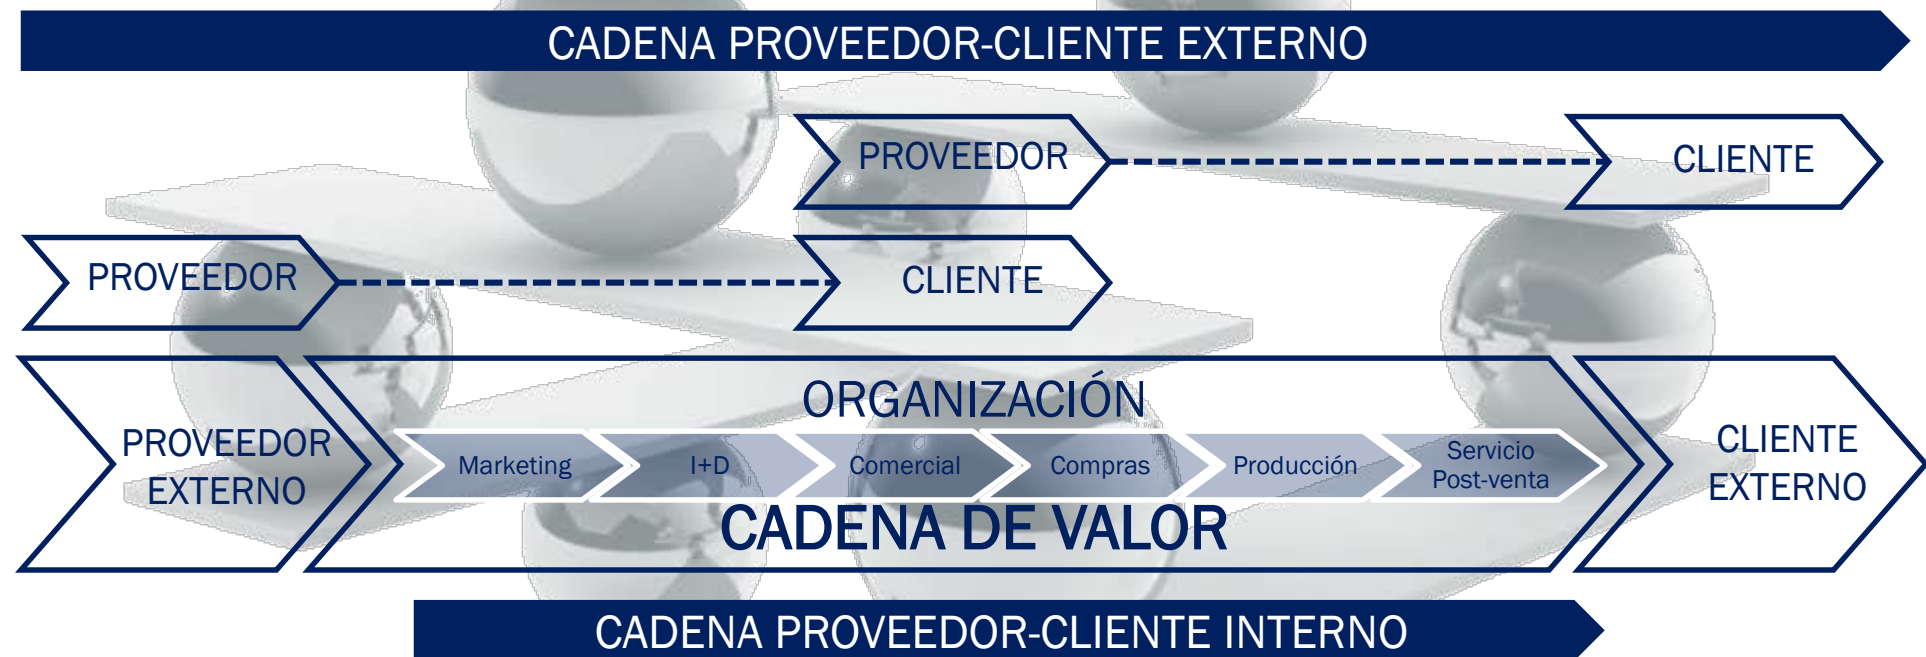 CADENA PROVEEDOR-CLIENTE EXTERNO
PROVEEDOR
CLIENTE
PROVEEDOR
CLIENTE
PROVEEDOR
EXTERNO
ORGANIZACIÓN
Marketing
I+D
Comercial
Compras
Producción
Servicio
Post-venta
CADENA DE VALOR
CLIENTE
EXTERNO
CADENA PROVEEDOR-CLIENTE INTERNO